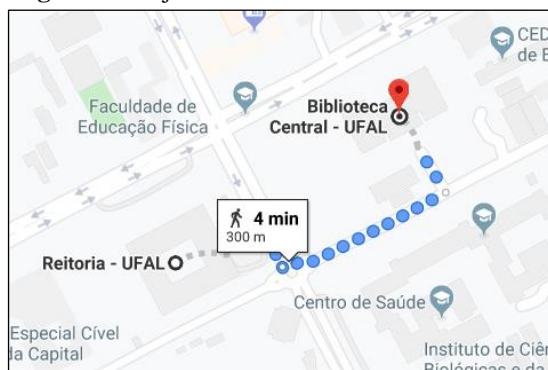 CED
de E
Faculdade de
Educação Física
Biblioteca
Central - UFAL
4 min
300 m
Reitoria - UFAL
Centro de Saúde
Especial Cível
da Capital
Instituto de Ciên
Biológicas e da